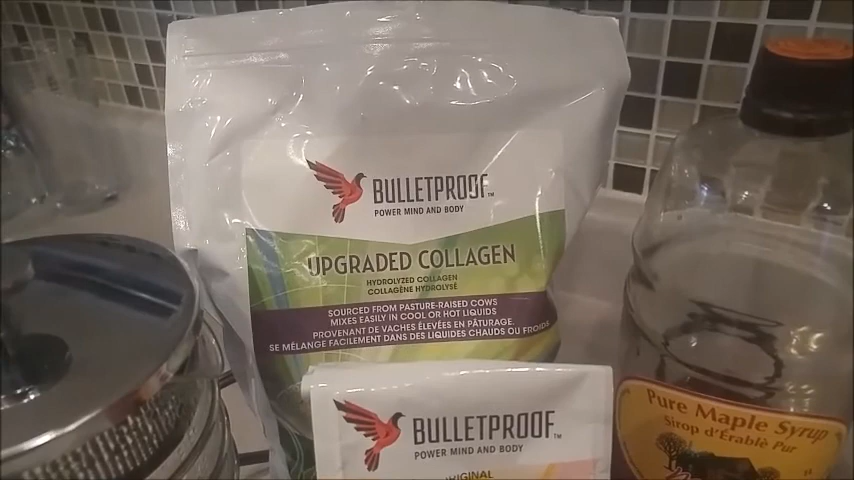 BULLETPROOF™
POWER MIND AND BODY
UPGRADED COLLAGEN
HYDROLYZED COLLAGEN
COLLAGÈNE HYDROLYSÉ
SOURCED FROM PASTURE-RAISED COWS
MIXES EASILY IN COOL OR HOT LIQUIDS
PROVENANT DE VACHES ÉLEVÉES EN PÂTURAGE.
SE MÉLANGE FACILEMENT DANS DES LIQUIDES CHAUDS OU FROIDS
BULLETPROOF™
POWER MIND AND BODY
ORIGINAL
Pure Maple Syrup
Sirop d'Érable Pur